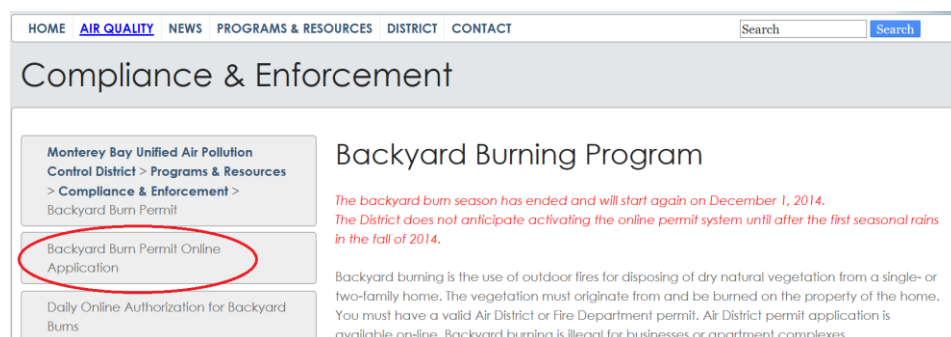 HOME AIR QUALITY NEWS PROGRAMS & RESOURCES DISTRICT CONTACT
Search Search
Compliance & Enforcement
Monterey Bay Unified Air Pollution
Control District > Programs & Resources
> Compliance & Enforcement >
Backyard Burn Permit
Backyard Burn Permit Online
Application
Daily Online Authorization for Backyard
Burns
Backyard Burning Program
The backyard burn season has ended and will start again on December 1, 2014.
The District does not anticipate activating the online permit system until after the first seasonal rains
in the fall of 2014.
Backyard burning is the use of outdoor fires for disposing of dry natural vegetation from a single- or
two-family home. The vegetation must originate from and be burned on the property of the home.
You must have a valid Air District or Fire Department permit. Air District permit application is
available on-line. Backyard burning is illegal for businesses or apartment complexes.